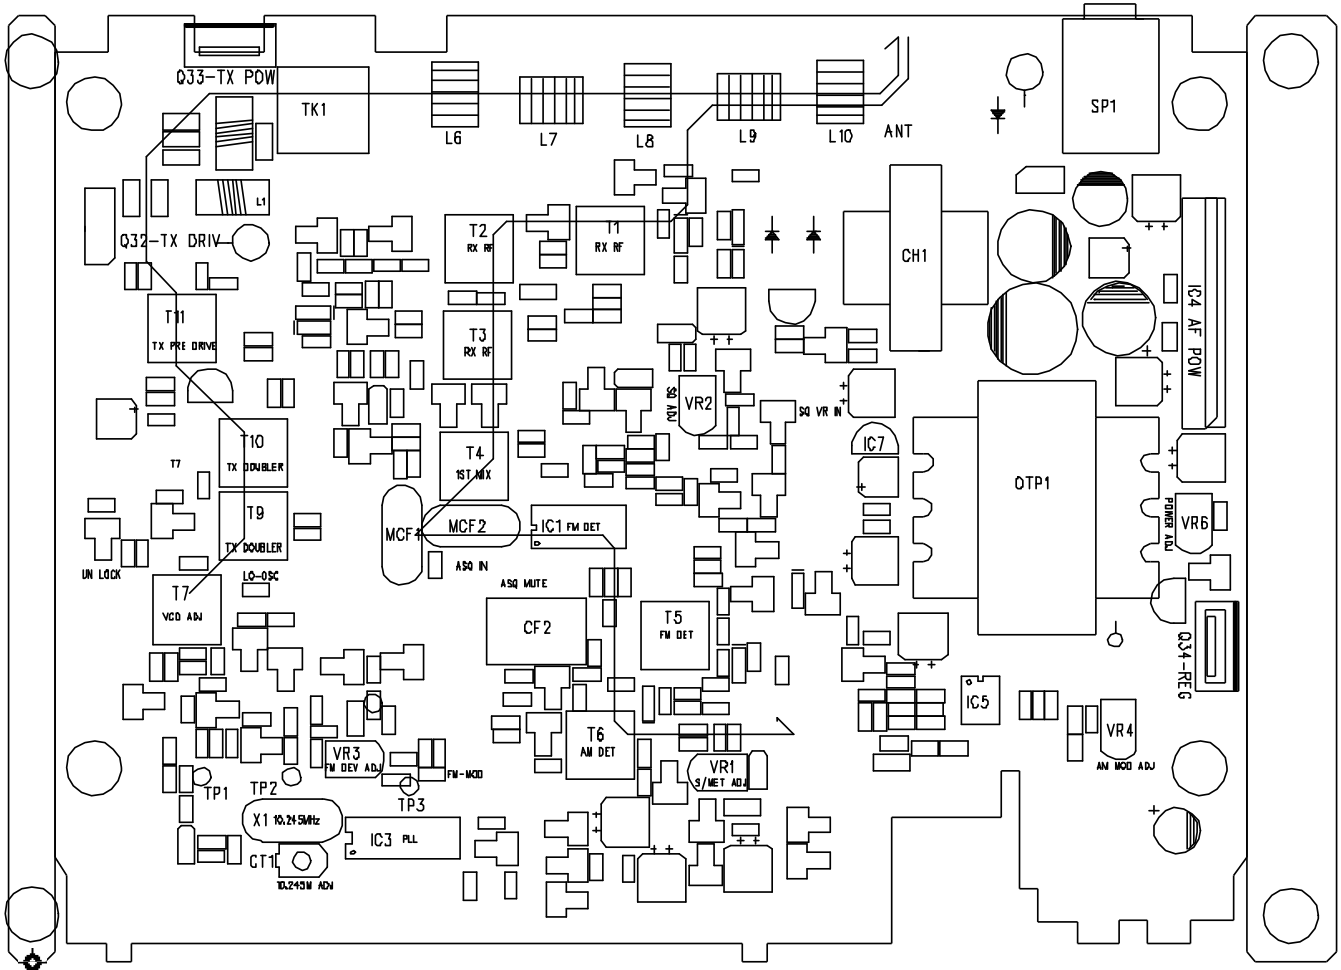 Q33-TX POW
TK1
L6
L7
L8
L9
L10
ANT
SP1
L1
Q32-TX DRIV
T2
RX RF
T1
RX RF
CH1
IC4 AF POW
T11
TX PRE DRIVE
T3
RX RF
SQ ADJ
VR2
SQ VR IN
IC7
T10
TX DOUBLER
T7
T4
1ST MIX
OTP1
T9
TX DOUBLER
MCF1
MCF2
IC1 FM DET
POWER ADJ
VR6
UN LOCK
LO-OSC
ASQ IN
ASQ MUTE
T7
VCO ADJ
CF2
T5
FM DET
Q34-REG
IC5
T6
AM DET
VR4
AM MOD ADJ
VR3
FM DEV ADJ
FM-MOD
VR1
S/MET ADJ
TP1
TP2
TP3
X1 10.245MHz
IC3 PLL
CT1
10.245M ADJ